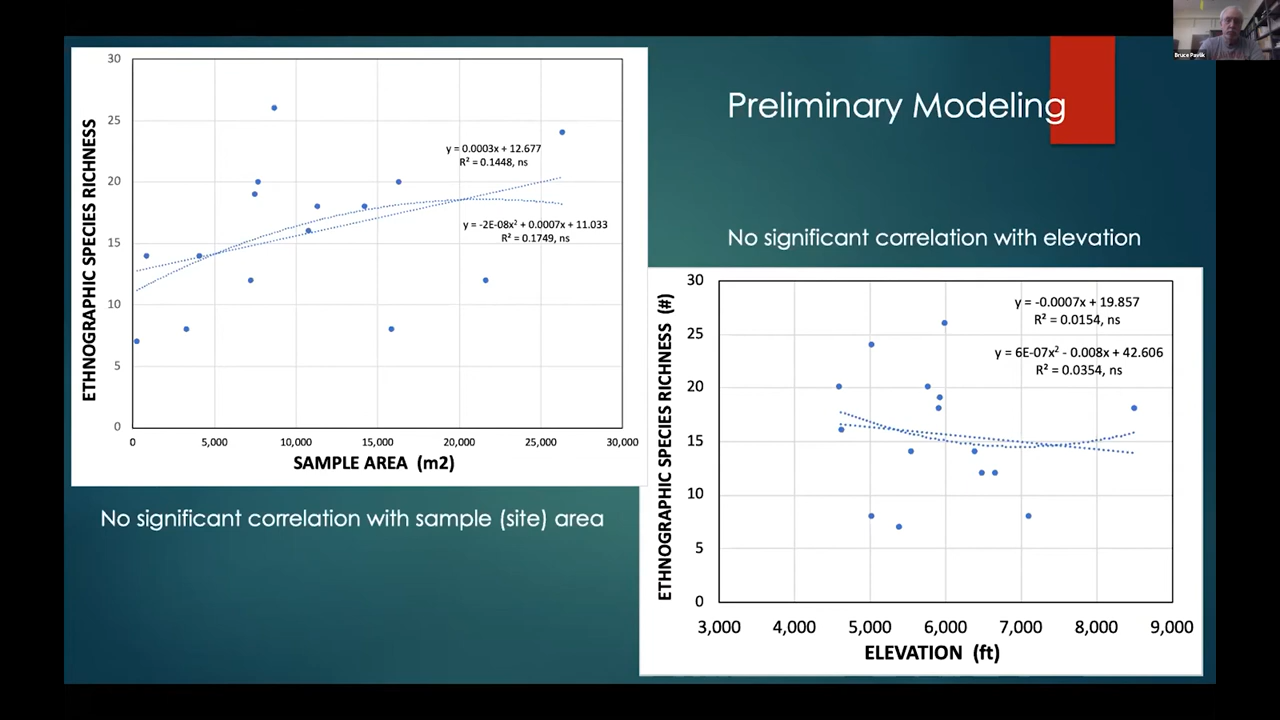 Bruce Pavlik
Preliminary Modeling
30
25
20
15
10
5
0
ETHNOGRAPHIC SPECIES RICHNESS
y = 0.0003x + 12.677
R² = 0.1448, ns
y = -2E-08x² + 0.0007x + 11.033
R² = 0.1749, ns
0 5,000 10,000 15,000 20,000 25,000 30,000
SAMPLE AREA (m2)
No significant correlation with sample (site) area
No significant correlation with elevation
30
25
20
15
10
5
0
ETHNOGRAPHIC SPECIES RICHNESS (#)
y = -0.0007x + 19.857
R² = 0.0154, ns
y = 6E-07x² - 0.008x + 42.606
R² = 0.0354, ns
3,000 4,000 5,000 6,000 7,000 8,000 9,000
ELEVATION (ft)